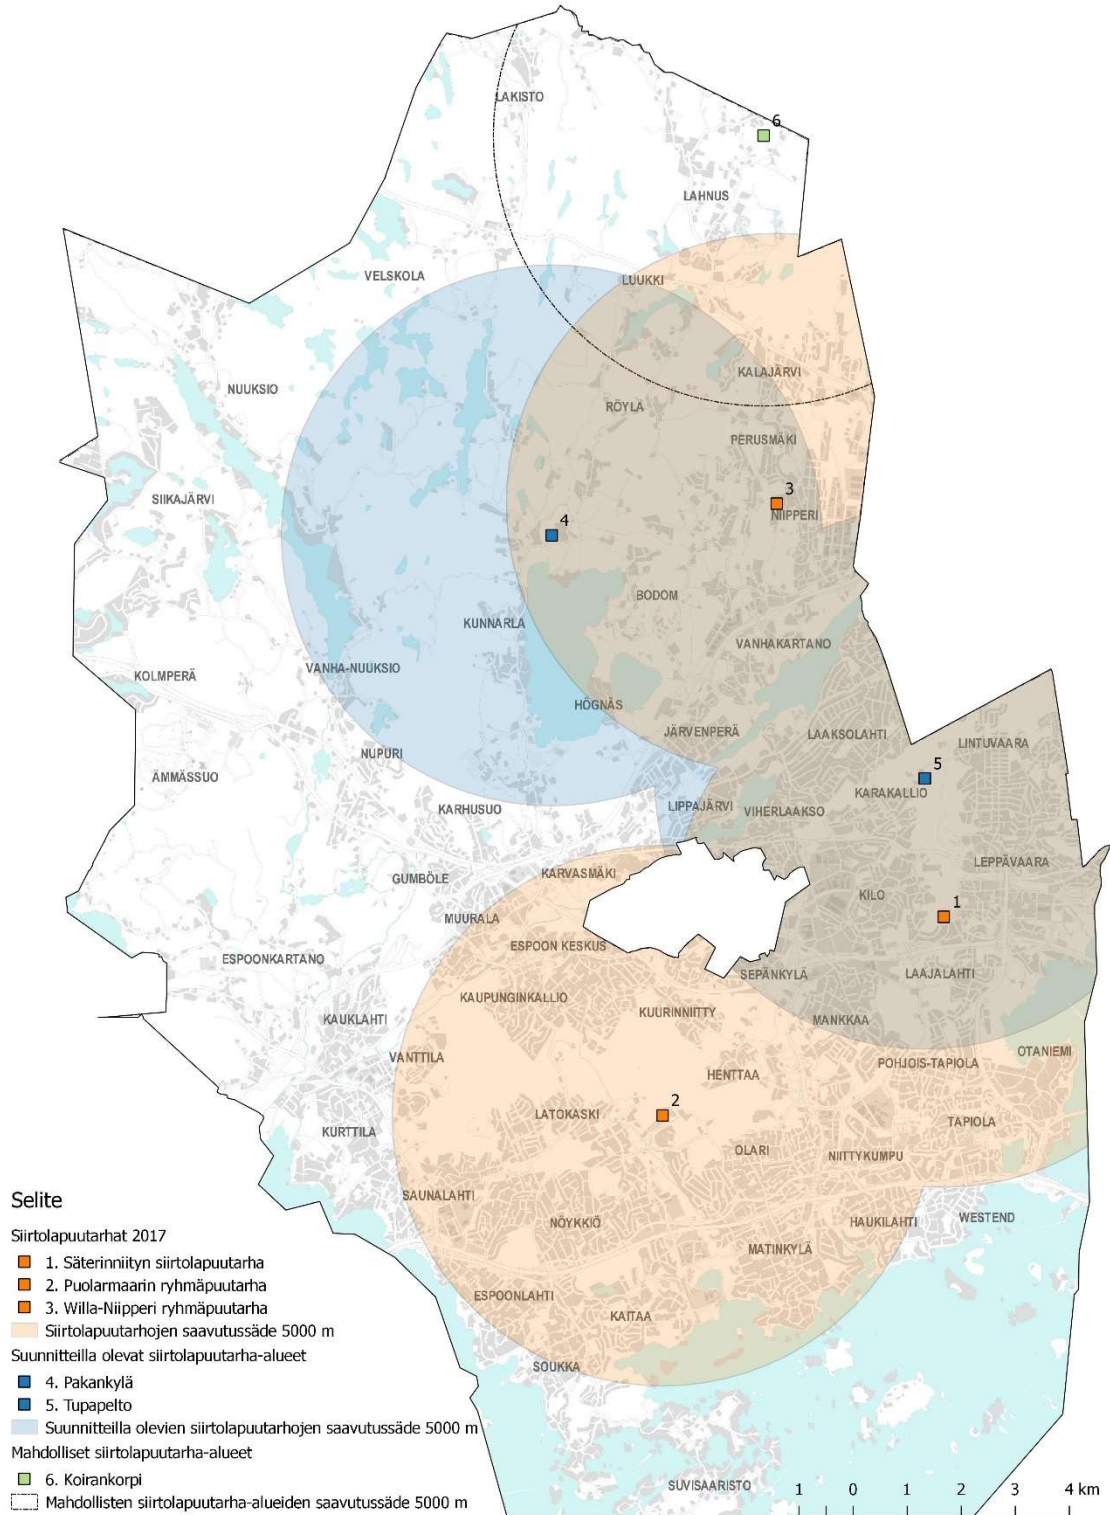 LAKISTO
6
LAHNUS
VELSKOLA
LUUKKI
NUUKSIO
KALAJÄRVI
RÖYLÄ
PERUSMÄKI
SIIKAJÄRVI
3
NIIPPERI
4
BODOM
KUNNARLA
VANHAKARTANO
KOLMPERÄ
VANHA-NUUKSIO
HÖGNÄS
JÄRVENPERÄ
LAAKSOLAHTI
LINTUVAARA
NUPURI
5
ÄMMÄSSUO
KARAKALLIO
KARHUSUO
LIPPAJÄRVI
VIHERLAAKSO
LEPPÄVAARA
GUMBÖLE
KARVASMÄKI
KILO
1
MUURALA
ESPOON KESKUS
ESPOONKARTANO
SEPÄNKYLÄ
LAAJALAHTI
KAUPUNGINKALLIO
KUURINNIITTY
KAUKLAHTI
MANKKAA
VANTTILA
OTANIEMI
POHJOIS-TAPIOLA
HENTTAA
2
LATOKASKI
TAPIOLA
KURTTILA
OLARI
NIITTYKUMPU
SAUNALAHTI
NÖYKKIÖ
HAUKILAHTI
WESTEND
MATINKYLÄ
ESPOONLAHTI
KAITAA
SOUKKA
SUVISAARISTO
Selite
Siirtolapuutarhat 2017
1. Säterinniityn siirtolapuutarha
2. Puolarmaarin ryhmäpuutarha
3. Willa-Niipperi ryhmäpuutarha
Siirtolapuutarhojen saavutussäde 5000 m
Suunnitteilla olevat siirtolapuutarha-alueet
4. Pakankylä
5. Tupapelto
Suunnitteilla olevien siirtolapuutarhojen saavutussäde 5000 m
Mahdolliset siirtolapuutarha-alueet
6. Koirankorpi
Mahdollisten siirtolapuutarha-alueiden saavutussäde 5000 m
1 0 1 2 3 4 km